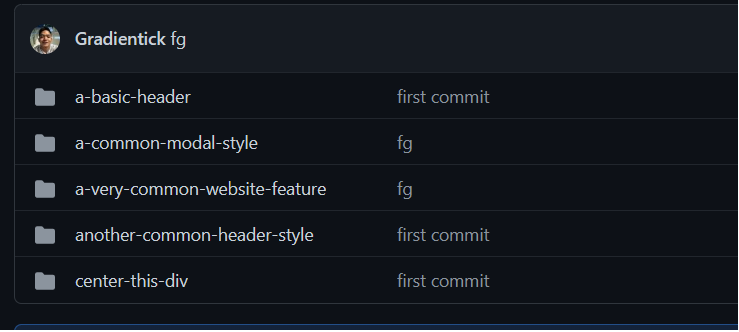 Gradientick fg
a-basic-header first commit
a-common-modal-style fg
a-very-common-website-feature fg
another-common-header-style first commit
center-this-div first commit